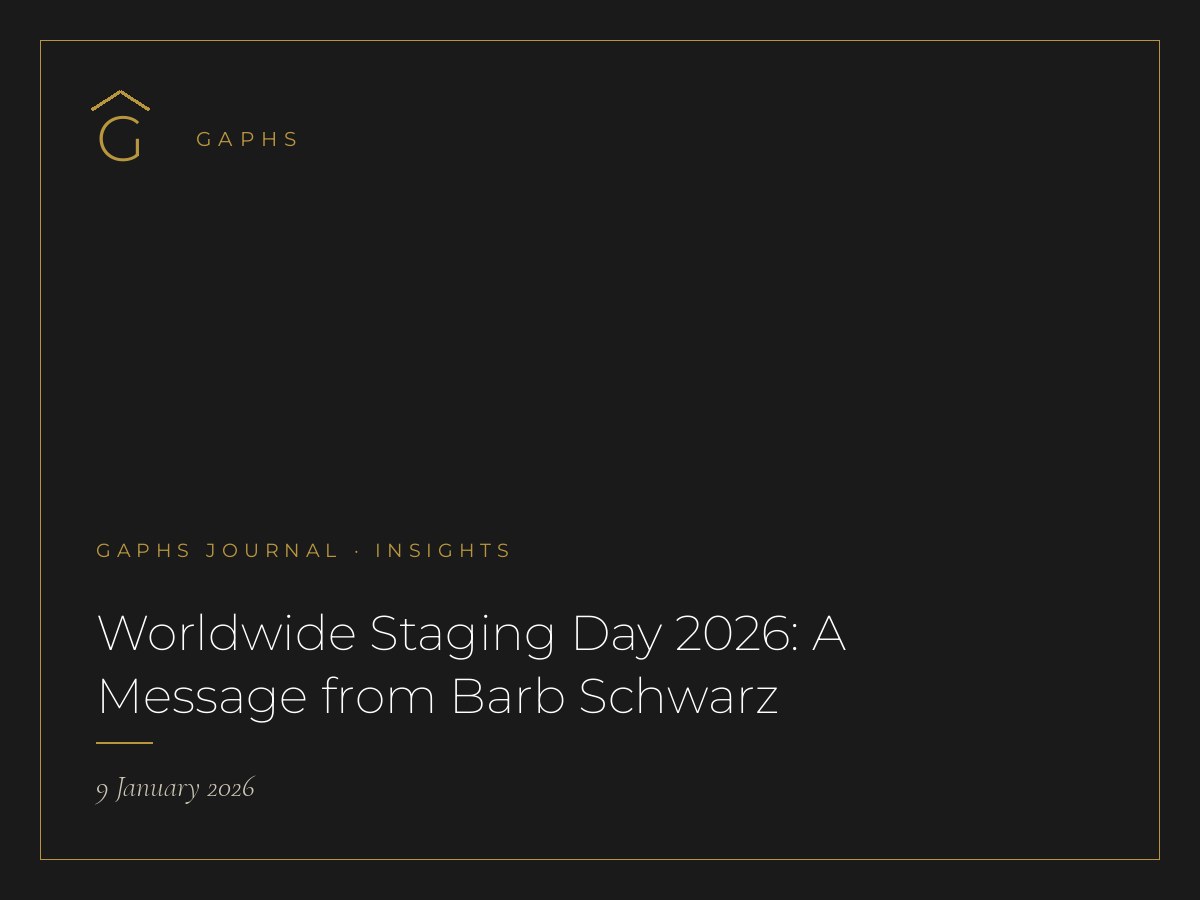 G
GAPHS
GAPHS JOURNAL · INSIGHTS
Worldwide Staging Day 2026: A
Message from Barb Schwarz
9 January 2026